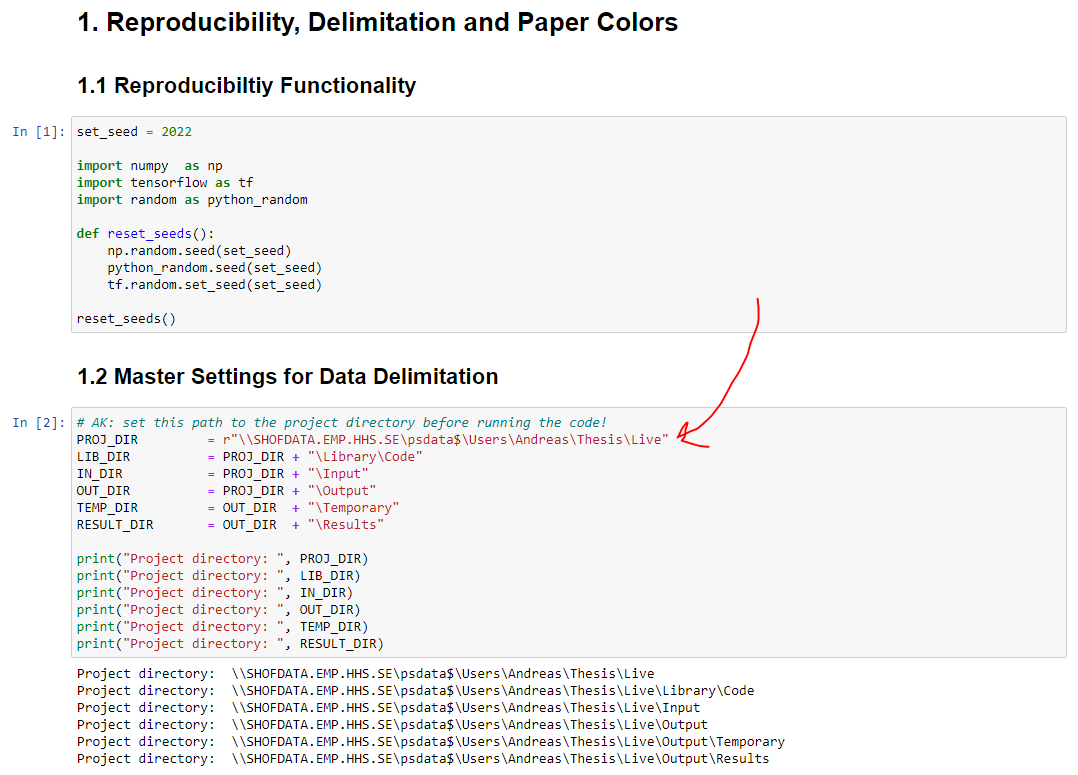 1. Reproducibility, Delimitation and Paper Colors
1.1 Reproducibiltiy Functionality
In [1]: set_seed = 2022
import numpy  as np
import tensorflow as tf
import random as python_random
def reset_seeds():
    np.random.seed(set_seed)
    python_random.seed(set_seed)
    tf.random.set_seed(set_seed)
reset_seeds()
1.2 Master Settings for Data Delimitation
In [2]: # AK: set this path to the project directory before running the code!
PROJ_DIR         = r"\\SHOFDATA.EMP.HHS.SE\psdata$\Users\Andreas\Thesis\Live"
LIB_DIR          = PROJ_DIR + "\Library\Code"
IN_DIR           = PROJ_DIR + "\Input"
OUT_DIR          = PROJ_DIR + "\Output"
TEMP_DIR         = OUT_DIR  + "\Temporary"
RESULT_DIR       = OUT_DIR  + "\Results"
print("Project directory: ", PROJ_DIR)
print("Project directory: ", LIB_DIR)
print("Project directory: ", IN_DIR)
print("Project directory: ", OUT_DIR)
print("Project directory: ", TEMP_DIR)
print("Project directory: ", RESULT_DIR)
Project directory:  \\SHOFDATA.EMP.HHS.SE\psdata$\Users\Andreas\Thesis\Live
Project directory:  \\SHOFDATA.EMP.HHS.SE\psdata$\Users\Andreas\Thesis\Live\Library\Code
Project directory:  \\SHOFDATA.EMP.HHS.SE\psdata$\Users\Andreas\Thesis\Live\Input
Project directory:  \\SHOFDATA.EMP.HHS.SE\psdata$\Users\Andreas\Thesis\Live\Output
Project directory:  \\SHOFDATA.EMP.HHS.SE\psdata$\Users\Andreas\Thesis\Live\Output\Temporary
Project directory:  \\SHOFDATA.EMP.HHS.SE\psdata$\Users\Andreas\Thesis\Live\Output\Results